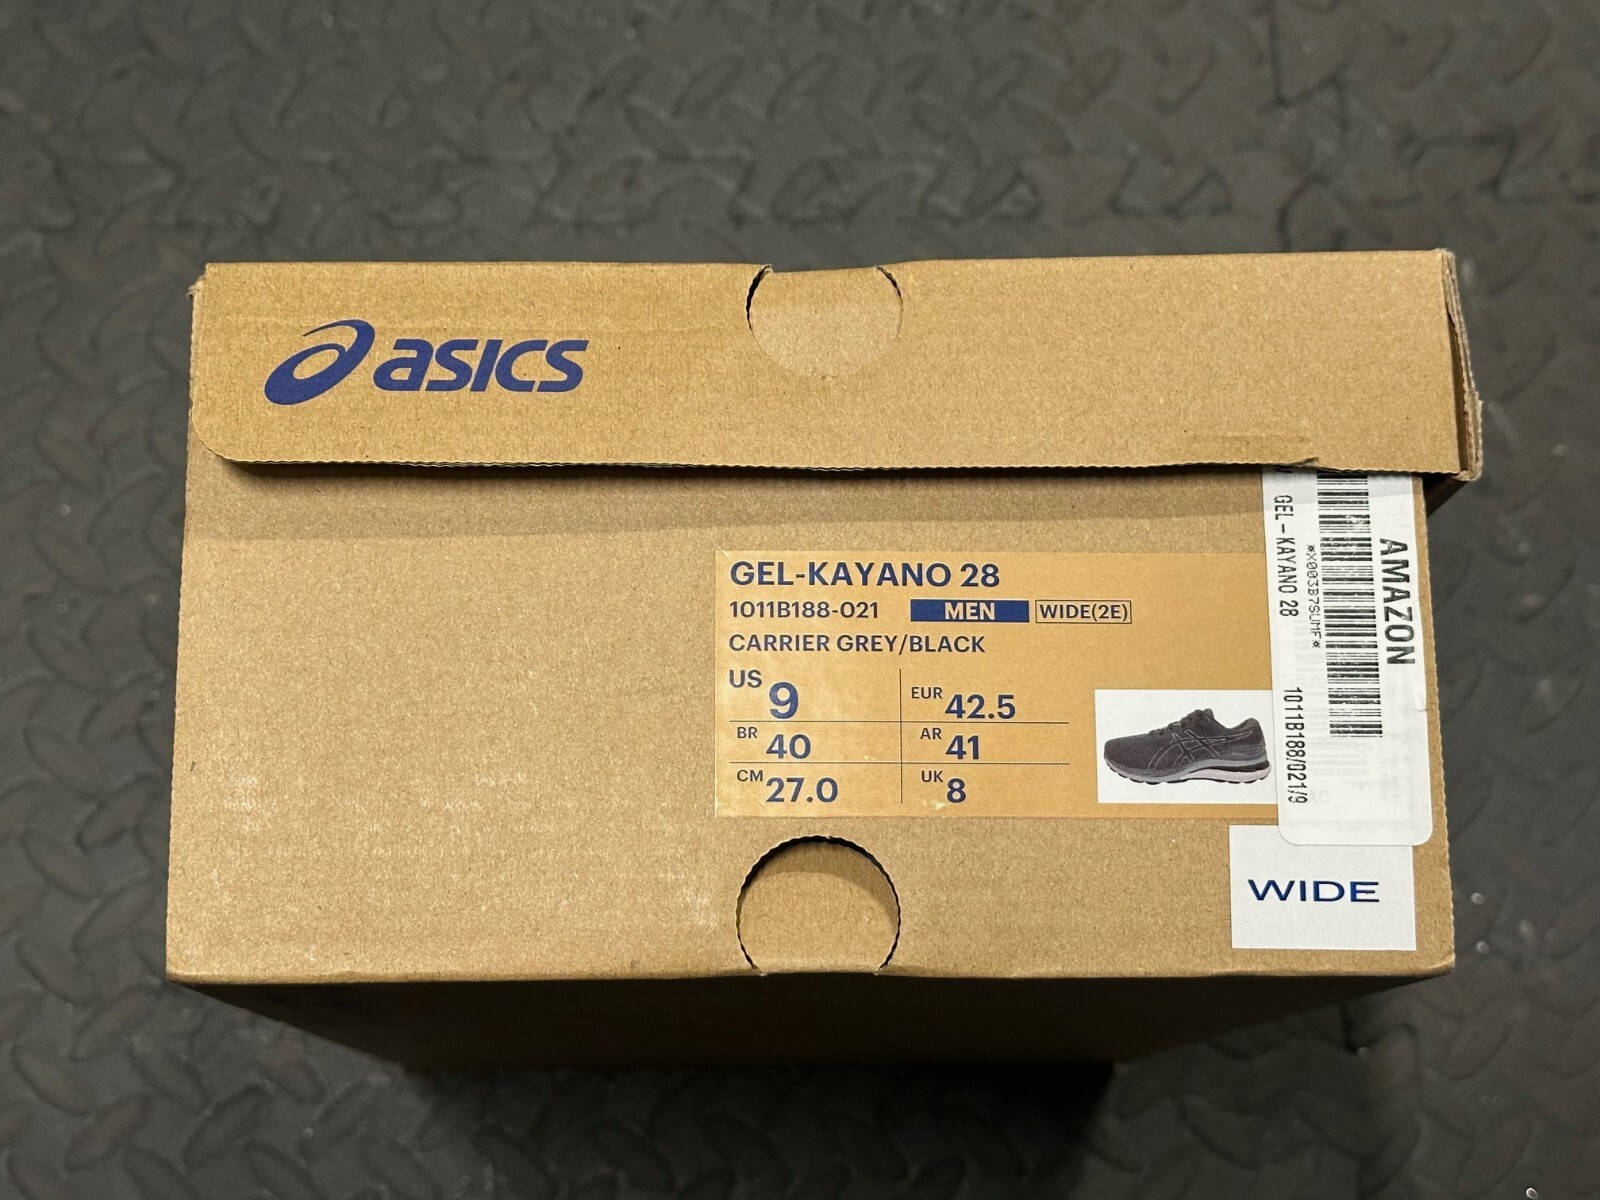 asics
GEL-KAYANO 28
1011B188-021 MEN WIDE(2E)
CARRIER GREY/BLACK
US 9 EUR 42.5
BR 40 AR 41
CM 27.0 UK 8
AMAZON
*X003B7SUMF*
GEL-KAYANO 28 1011B188/021/9
WIDE